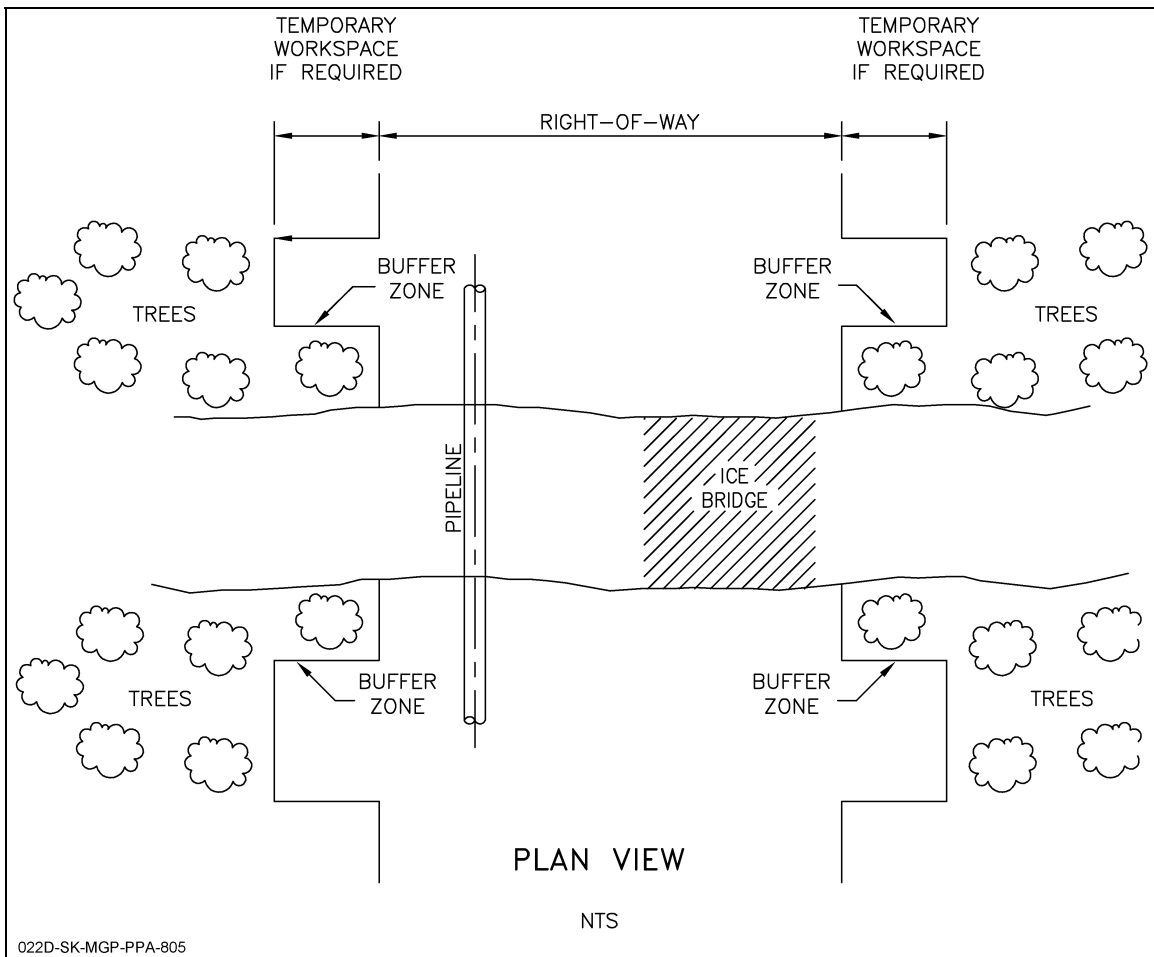 TEMPORARY
WORKSPACE
IF REQUIRED
TEMPORARY
WORKSPACE
IF REQUIRED
RIGHT-OF-WAY
BUFFER
ZONE
BUFFER
ZONE
TREES
TREES
PIPELINE
ICE
BRIDGE
BUFFER
ZONE
BUFFER
ZONE
TREES
TREES
PLAN VIEW
NTS
022D-SK-MGP-PPA-805